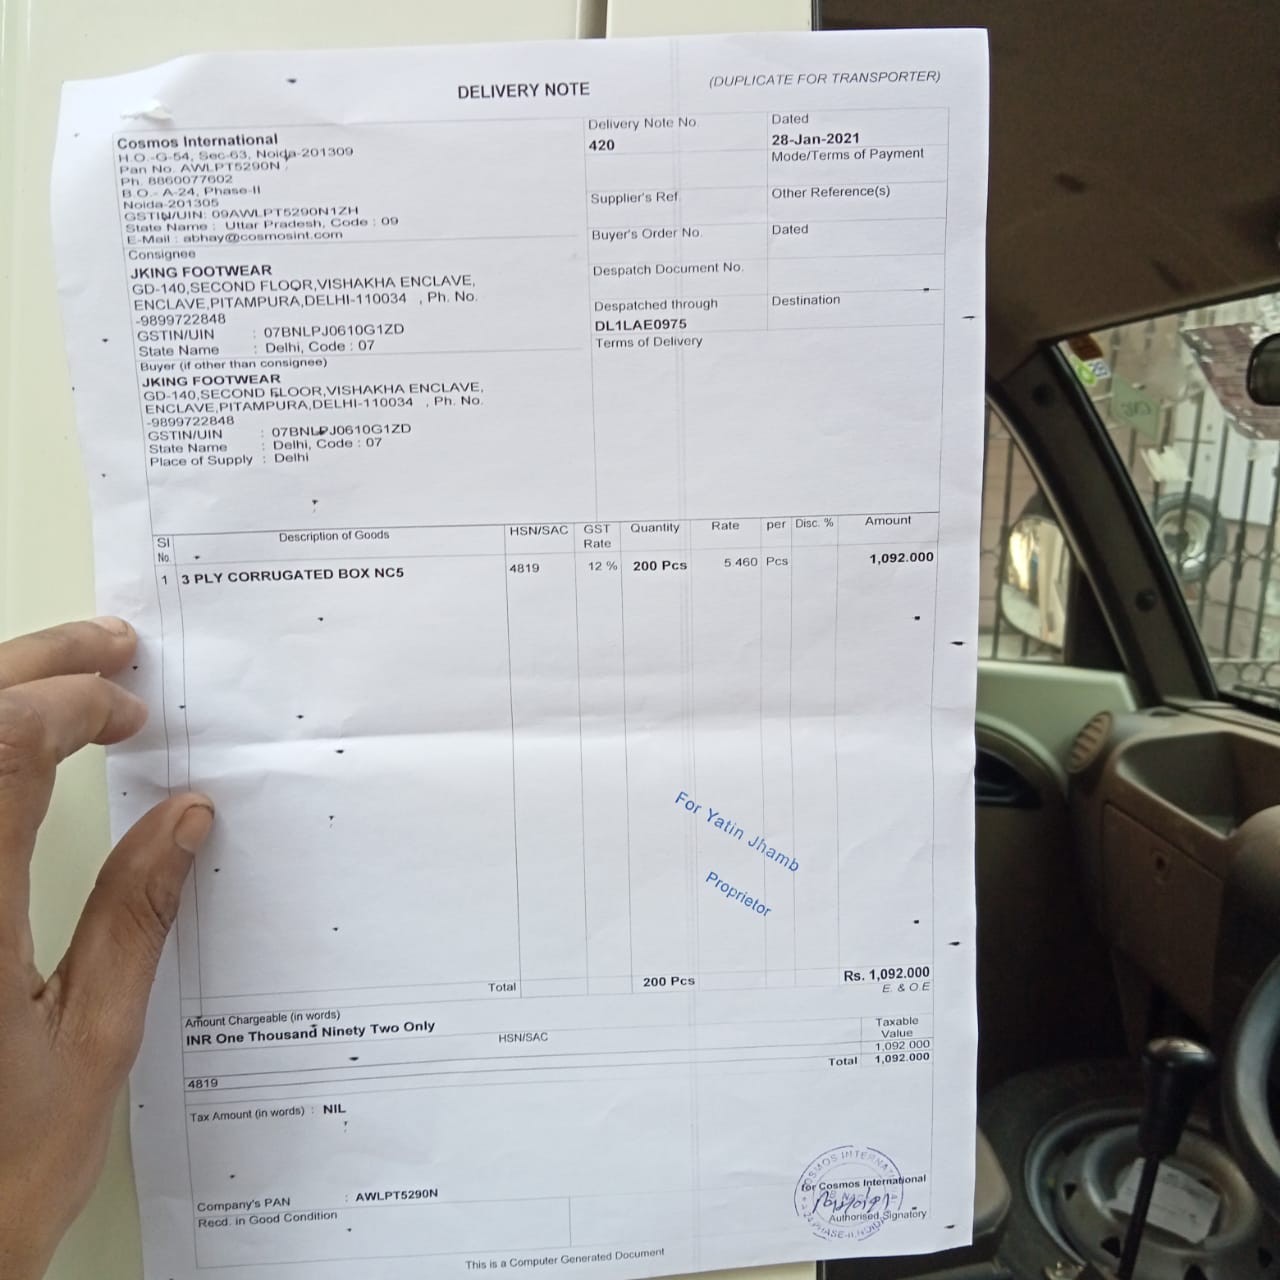 DELIVERY NOTE
(DUPLICATE FOR TRANSPORTER)
Cosmos International
H.O.-G-54, Sec-63, Noida-201309
Pan No. AWLPT5290N
Ph. 8860077602
B.O.- A-24, Phase-II
Noida-201305
GSTIN/UIN: 09AWLPT5290N1ZH
State Name : Uttar Pradesh, Code : 09
E-Mail : abhay@cosmosint.com
Delivery Note No.
420
Dated
28-Jan-2021
Mode/Terms of Payment
Supplier's Ref.
Other Reference(s)
Buyer's Order No.
Dated
Despatch Document No.
Despatched through
DL1LAE0975
Destination
Terms of Delivery
Consignee
JKING FOOTWEAR
GD-140,SECOND FLOOR,VISHAKHA ENCLAVE,
ENCLAVE,PITAMPURA,DELHI-110034 , Ph. No.
-9899722848
GSTIN/UIN : 07BNLPJ0610G1ZD
State Name : Delhi, Code : 07
Buyer (if other than consignee)
JKING FOOTWEAR
GD-140,SECOND FLOOR,VISHAKHA ENCLAVE,
ENCLAVE,PITAMPURA,DELHI-110034 , Ph. No.
-9899722848
GSTIN/UIN : 07BNLPJ0610G1ZD
State Name : Delhi, Code : 07
Place of Supply : Delhi
Sl No. Description of Goods HSN/SAC GST Rate Quantity Rate per Disc. % Amount
1 3 PLY CORRUGATED BOX NC5 4819 12 % 200 Pcs 5.460 Pcs 1,092.000
For Yatin Jhamb
Proprietor
Total 200 Pcs Rs. 1,092.000
E. & O.E
Amount Chargeable (in words)
INR One Thousand Ninety Two Only
HSN/SAC Taxable Value
4819 1,092.000
Total 1,092.000
Tax Amount (in words) : NIL
Company's PAN : AWLPT5290N
Recd. in Good Condition
for Cosmos International
Authorised Signatory
This is a Computer Generated Document